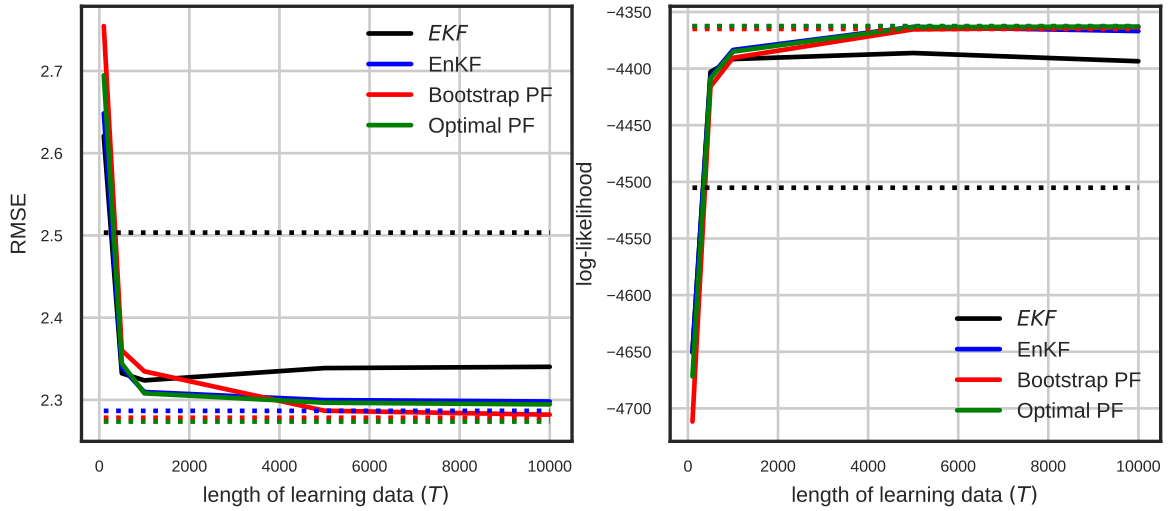 2.7
2.6
2.5
2.4
2.3
RMSE
0
2000
4000
6000
8000
10000
length of learning data (T)
EKF
EnKF
Bootstrap PF
Optimal PF
−4350
−4400
−4450
−4500
−4550
−4600
−4650
−4700
log-likelihood
0
2000
4000
6000
8000
10000
length of learning data (T)
EKF
EnKF
Bootstrap PF
Optimal PF